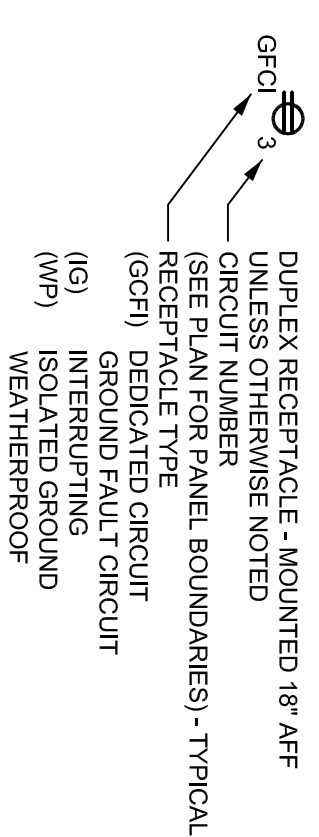 GFCI
3
DUPLEX RECEPTACLE - MOUNTED 18" AFF
UNLESS OTHERWISE NOTED
CIRCUIT NUMBER
(SEE PLAN FOR PANEL BOUNDARIES) - TYPICAL
RECEPTACLE TYPE
(GCFI) DEDICATED CIRCUIT
GROUND FAULT CIRCUIT
(IG) INTERRUPTING
(WP) ISOLATED GROUND
WEATHERPROOF